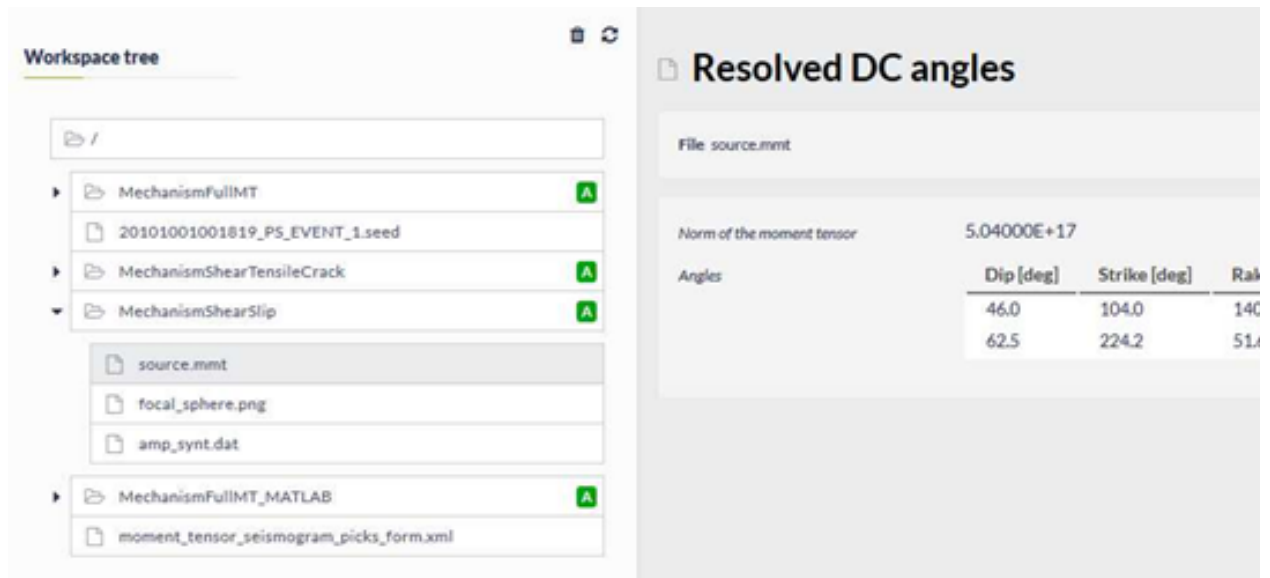 Workspace tree
/
MechanismFullMT A
20101001001819_PS_EVENT_1.seed
MechanismShearTensileCrack A
MechanismShearSlip A
source.mmt
focal_sphere.png
amp_synt.dat
MechanismFullMT_MATLAB A
moment_tensor_seismogram_picks_form.xml
Resolved DC angles
File source.mmt
Norm of the moment tensor 5.04000E+17
Angles Dip [deg] Strike [deg]
46.0 104.0 140
62.5 224.2